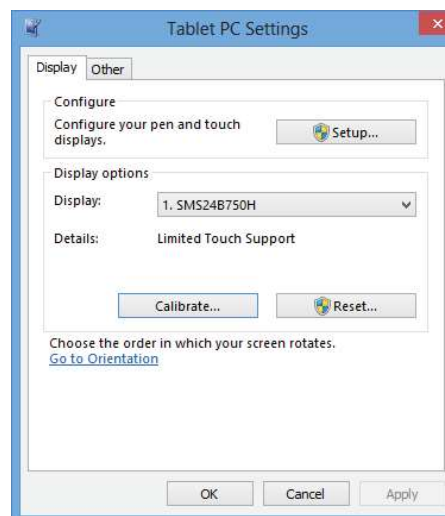 Tablet PC Settings
Display Other
Configure
Configure your pen and touch
displays.
Setup...
Display options
Display: 1. SMS24B750H
Details: Limited Touch Support
Calibrate... Reset...
Choose the order in which your screen rotates.
Go to Orientation
OK Cancel Apply